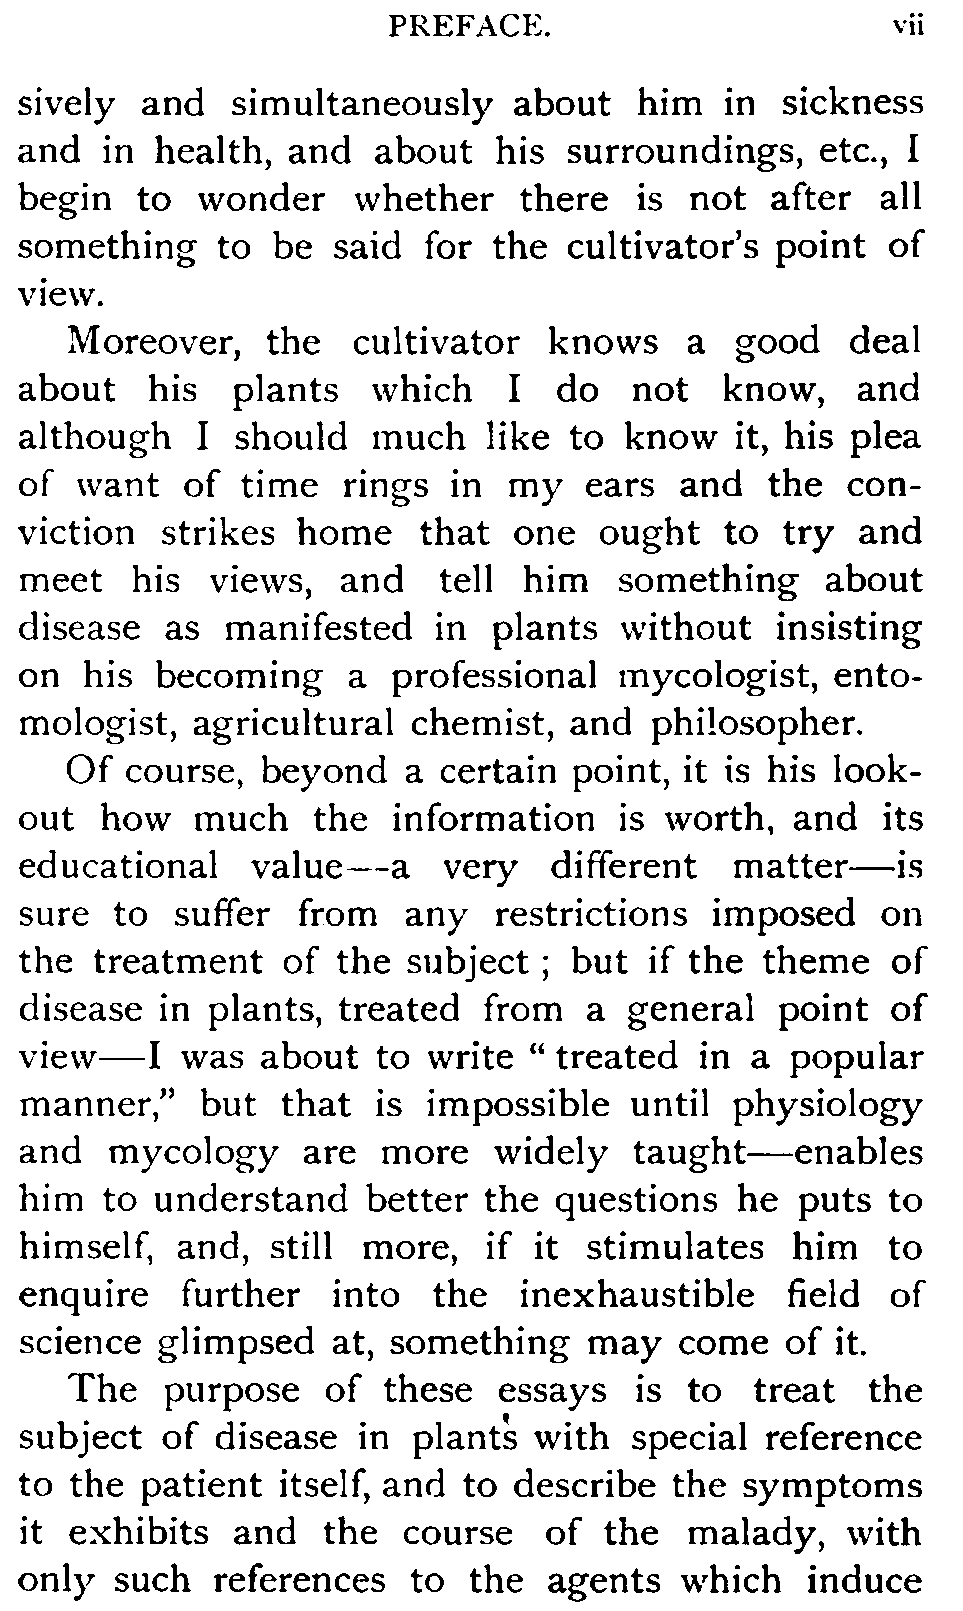 PREFACE. vii
sively and simultaneously about him in sickness
and in health, and about his surroundings, etc., I
begin to wonder whether there is not after all
something to be said for the cultivator's point of
view.
Moreover, the cultivator knows a good deal
about his plants which I do not know, and
although I should much like to know it, his plea
of want of time rings in my ears and the con-
viction strikes home that one ought to try and
meet his views, and tell him something about
disease as manifested in plants without insisting
on his becoming a professional mycologist, ento-
mologist, agricultural chemist, and philosopher.
Of course, beyond a certain point, it is his look-
out how much the information is worth, and its
educational value—a very different matter—is
sure to suffer from any restrictions imposed on
the treatment of the subject ; but if the theme of
disease in plants, treated from a general point of
view—I was about to write “ treated in a popular
manner,” but that is impossible until physiology
and mycology are more widely taught—enables
him to understand better the questions he puts to
himself, and, still more, if it stimulates him to
enquire further into the inexhaustible field of
science glimpsed at, something may come of it.
The purpose of these essays is to treat the
subject of disease in plants with special reference
to the patient itself, and to describe the symptoms
it exhibits and the course of the malady, with
only such references to the agents which induce